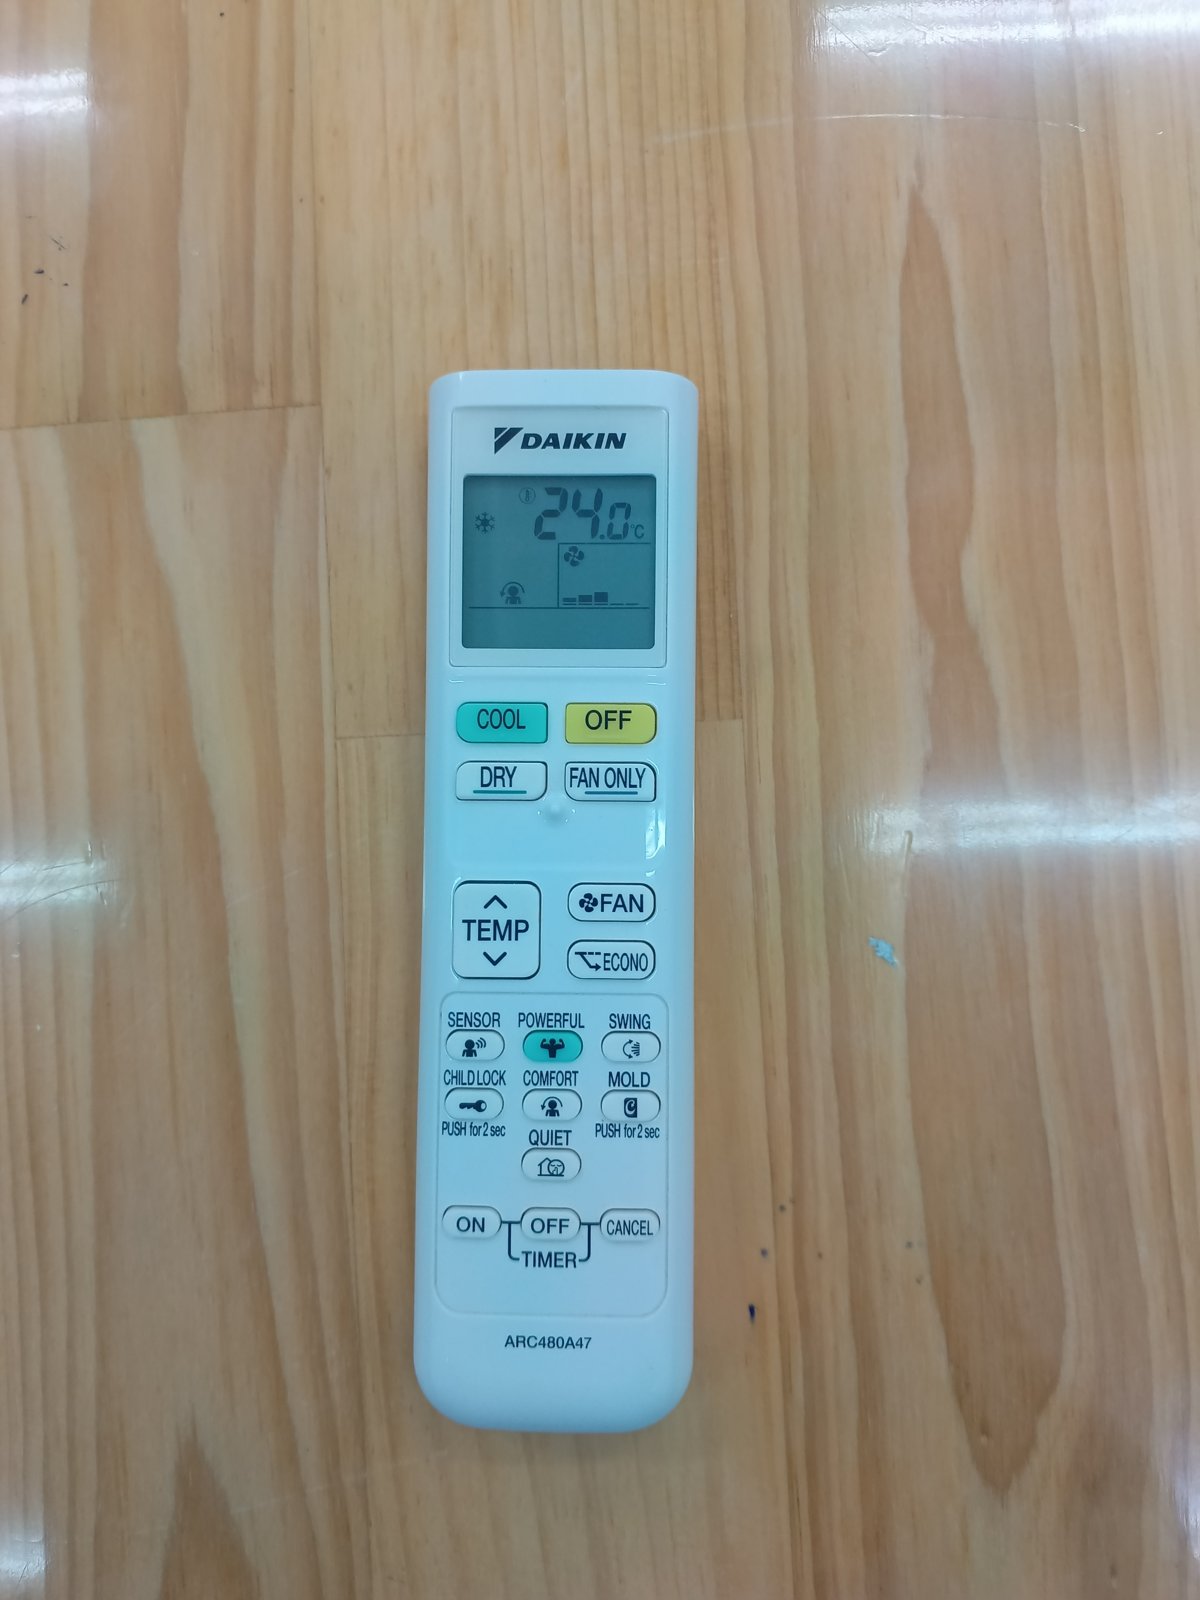 DAIKIN
24.0°C
COOL OFF
DRY FAN ONLY
TEMP
FAN
ECONO
SENSOR POWERFUL SWING
CHILD LOCK COMFORT MOLD
PUSH for 2 sec PUSH for 2 sec
QUIET
ON OFF CANCEL
TIMER
ARC480A47